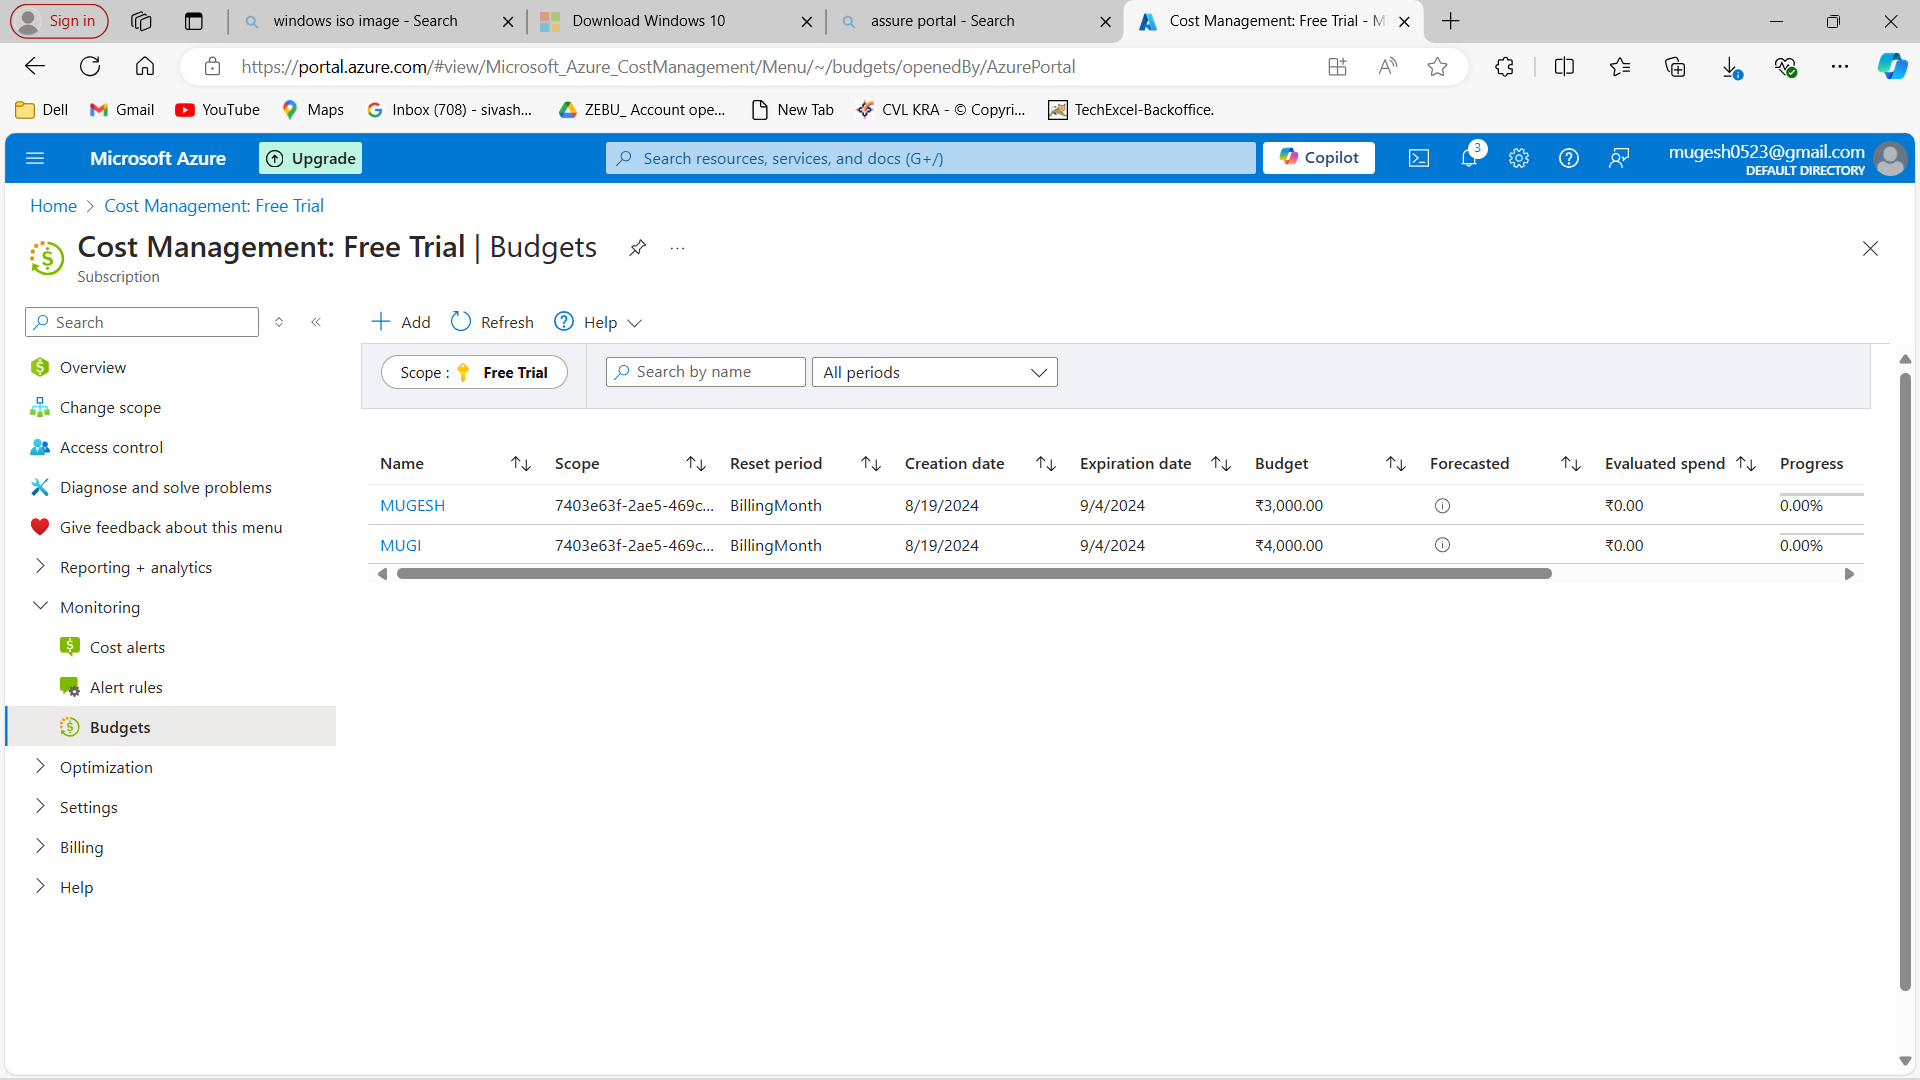 Sign in
windows iso image - Search
Download Windows 10
assure portal - Search
Cost Management: Free Trial - M
https://portal.azure.com/#view/Microsoft_Azure_CostManagement/Menu/~/budgets/openedBy/AzurePortal
Dell Gmail YouTube Maps Inbox (708) - sivash... ZEBU_ Account ope... New Tab CVL KRA - © Copyri... TechExcel-Backoffice.
Microsoft Azure Upgrade Search resources, services, and docs (G+/) Copilot 3 mugesh0523@gmail.com
DEFAULT DIRECTORY
Home > Cost Management: Free Trial
Cost Management: Free Trial | Budgets ...
Subscription
Search « Add Refresh Help
Scope : Free Trial Search by name All periods
Overview
Change scope
Access control
Diagnose and solve problems
Give feedback about this menu
Reporting + analytics
Monitoring
Cost alerts
Alert rules
Budgets
Optimization
Settings
Billing
Help
Name Scope Reset period Creation date Expiration date Budget Forecasted Evaluated spend Progress
MUGESH 7403e63f-2ae5-469c... BillingMonth 8/19/2024 9/4/2024 ₹3,000.00 ₹0.00 0.00%
MUGI 7403e63f-2ae5-469c... BillingMonth 8/19/2024 9/4/2024 ₹4,000.00 ₹0.00 0.00%